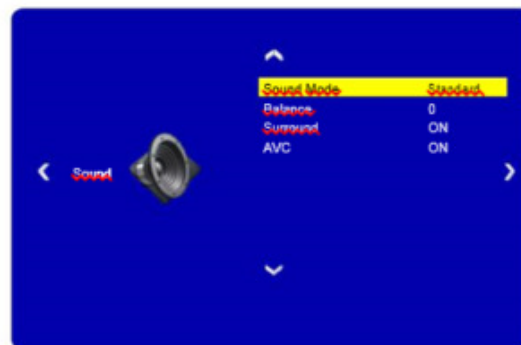 Sound Mode Standard
Balance 0
Surround ON
AVC ON
Sound